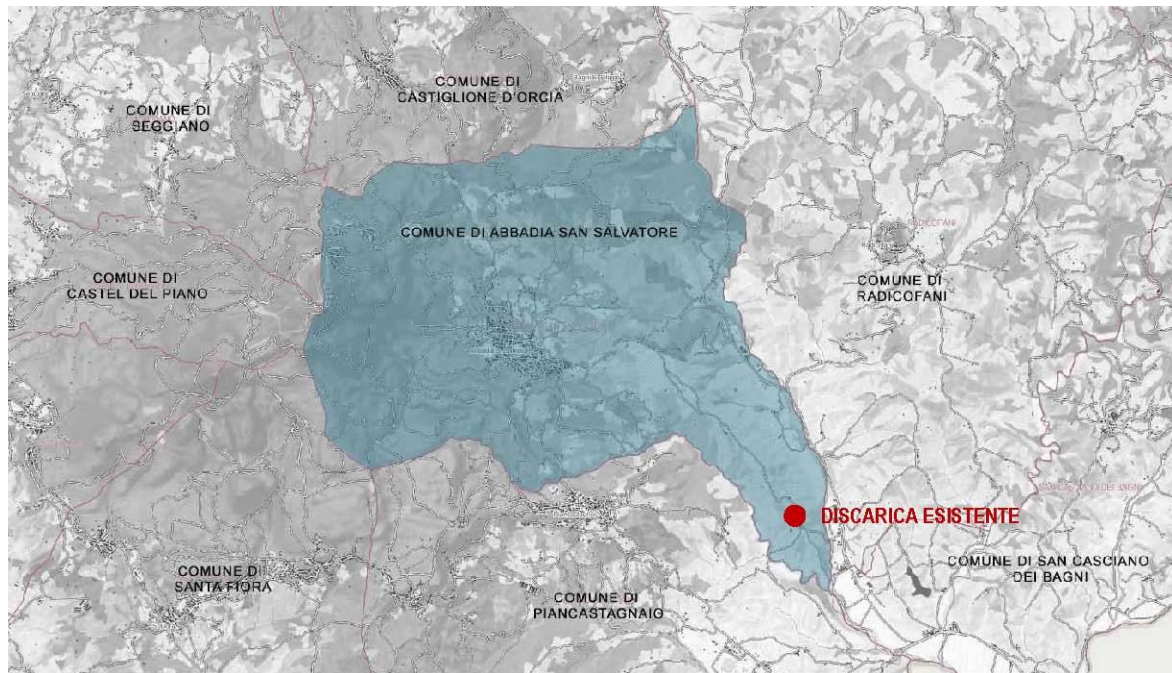 COMUNE DI
CASTIGLIONE D'ORCIA
COMUNE DI
SEGGIANO
COMUNE DI ABBADIA SAN SALVATORE
RADICOFANI
COMUNE DI
CASTEL DEL PIANO
COMUNE DI
RADICOFANI
DISCARICA ESISTENTE
COMUNE DI SAN CASCIANO
DEI BAGNI
COMUNE DI
SANTA FIORA
COMUNE DI
PIANCASTAGNAIO